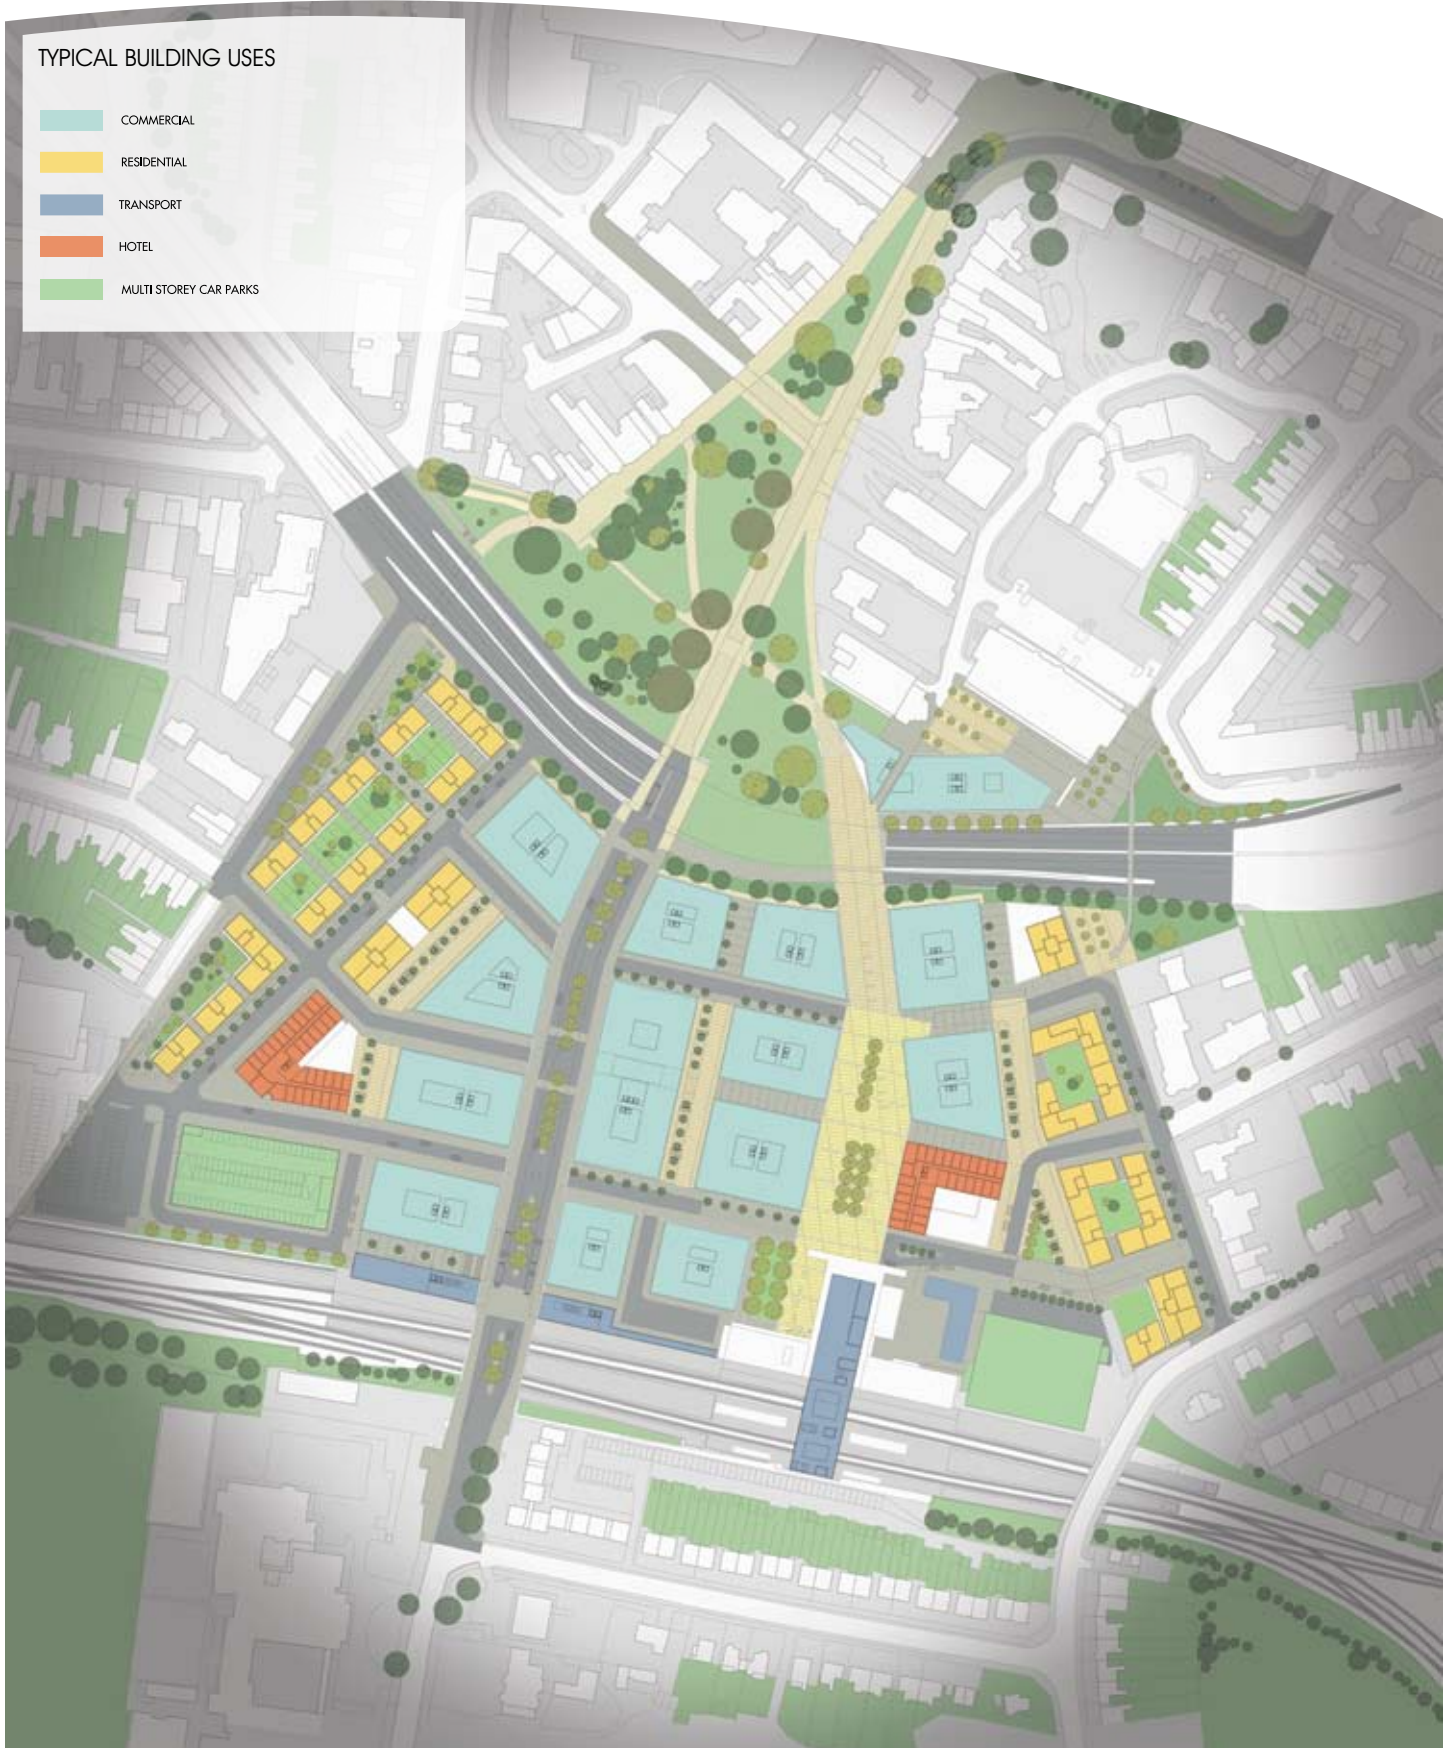 TYPICAL BUILDING USES
COMMERCIAL
RESIDENTIAL
TRANSPORT
HOTEL
MULTI STOREY CAR PARKS